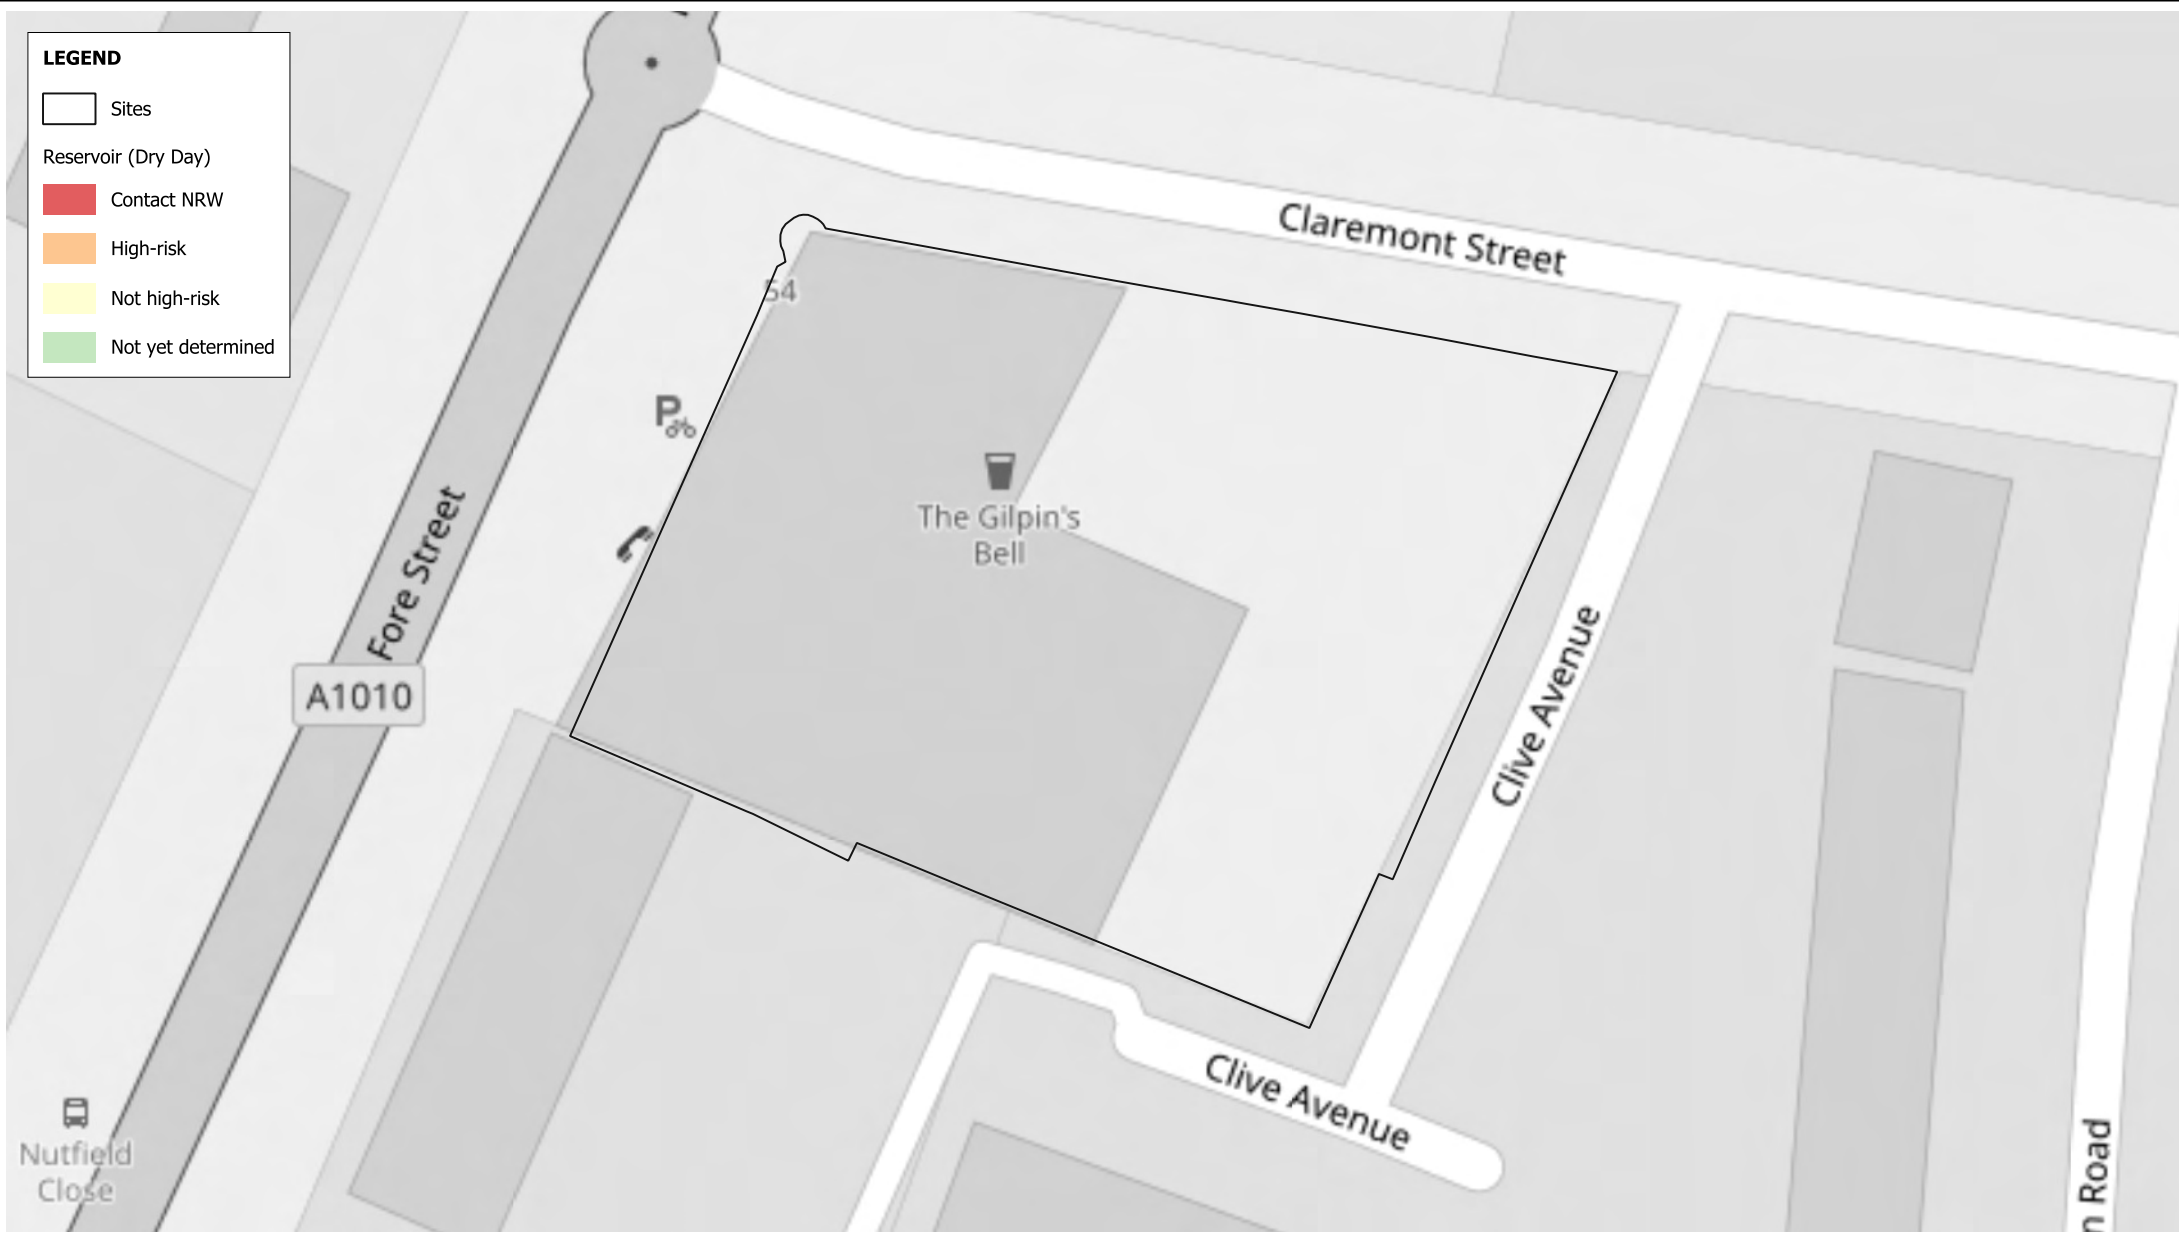 LEGEND
Sites
Reservoir (Dry Day)
Contact NRW
High-risk
Not high-risk
Not yet determined
Claremont Street
54
P
The Gilpin's
Bell
Fore Street
A1010
Clive Avenue
Clive Avenue
Nutfield
Close
n Road